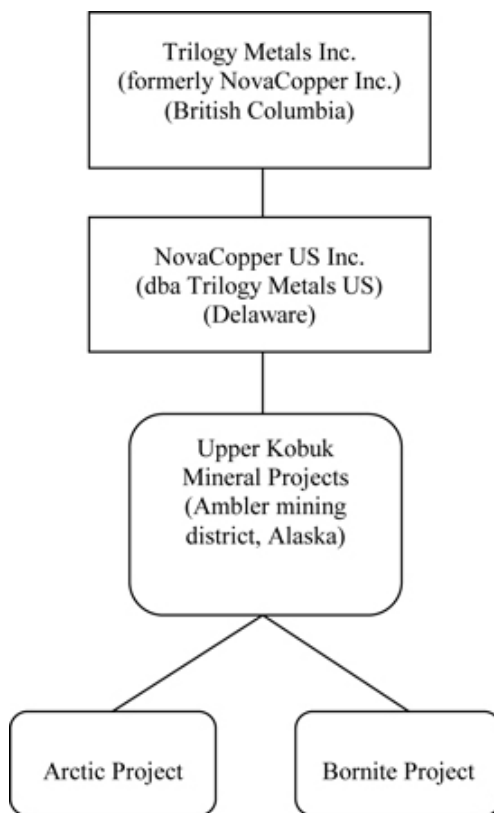 Trilogy Metals Inc.
(formerly NovaCopper Inc.)
(British Columbia)
NovaCopper US Inc.
(dba Trilogy Metals US)
(Delaware)
Upper Kobuk
Mineral Projects
(Ambler mining
district, Alaska)
Arctic Project
Bornite Project